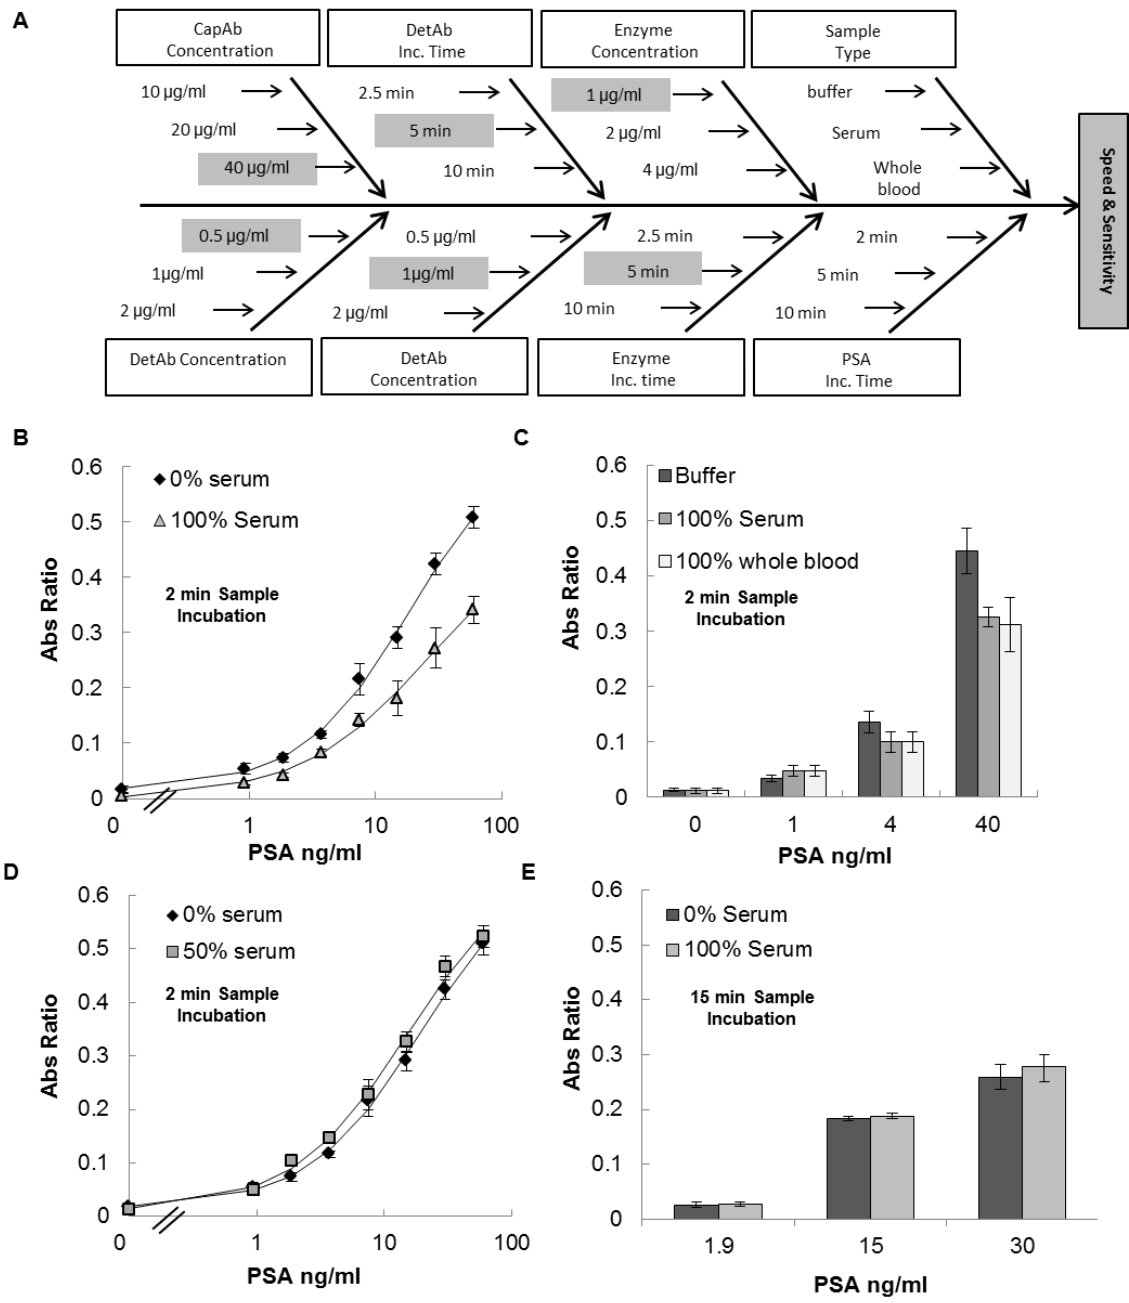 A
CapAb
Concentration
DetAb
Inc. Time
Enzyme
Concentration
Sample
Type
10 µg/ml
20 µg/ml
40 µg/ml
2.5 min
5 min
10 min
1 µg/ml
2 µg/ml
4 µg/ml
buffer
Serum
Whole
blood
Speed & Sensitivity
0.5 µg/ml
1µg/ml
2 µg/ml
0.5 µg/ml
1µg/ml
2 µg/ml
2.5 min
5 min
10 min
2 min
5 min
10 min
DetAb Concentration
DetAb
Concentration
Enzyme
Inc. time
PSA
Inc. Time
B
0.6
0.5
0.4
0.3
0.2
0.1
0
Abs Ratio
0% serum
100% Serum
2 min Sample
Incubation
0 1 10 100
PSA ng/ml
C
0.6
0.5
0.4
0.3
0.2
0.1
0
Abs Ratio
Buffer
100% Serum
100% whole blood
2 min Sample
Incubation
0 1 4 40
PSA ng/ml
D
0.6
0.5
0.4
0.3
0.2
0.1
0
Abs Ratio
0% serum
50% serum
2 min Sample
Incubation
0 1 10 100
PSA ng/ml
E
0.6
0.5
0.4
0.3
0.2
0.1
0
Abs Ratio
0% Serum
100% Serum
15 min Sample
Incubation
1.9 15 30
PSA ng/ml